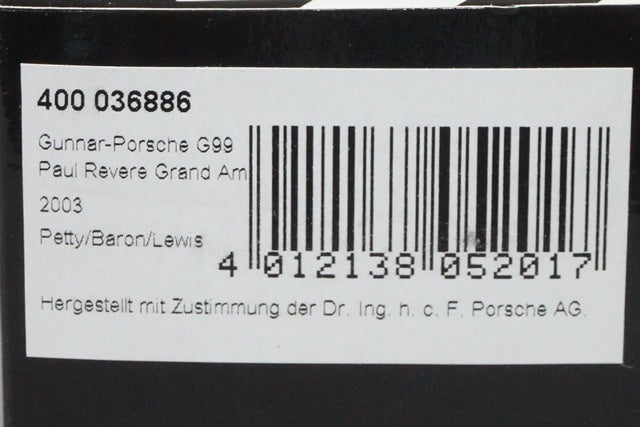 400 036886
Gunnar-Porsche G99
Paul Revere Grand Am
2003
Petty/Baron/Lewis
4 012138 052017
Hergestellt mit Zustimmung der Dr. Ing. h. c. F. Porsche AG.